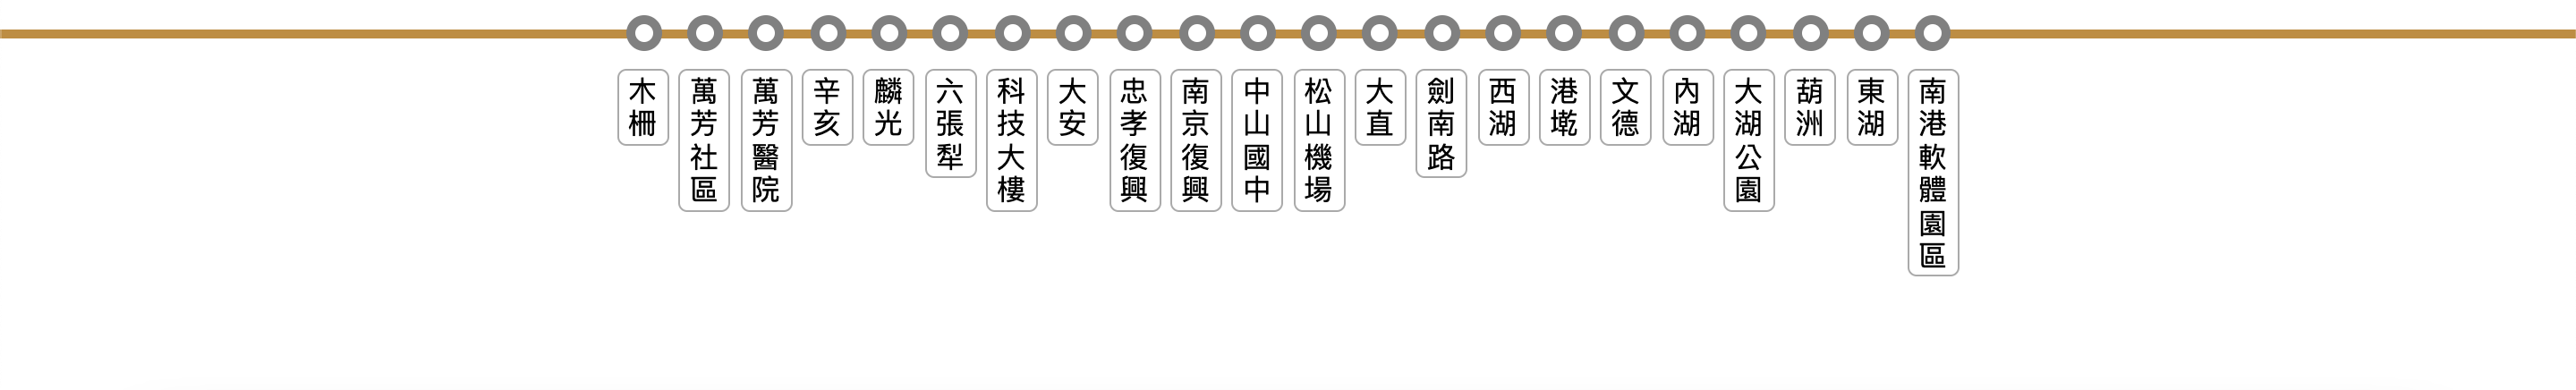 木柵
萬芳社區
萬芳醫院
辛亥
麟光
六張犁
科技大樓
大安
忠孝復興
南京復興
中山國中
松山機場
大直
劍南路
西湖
港墘
文德
內湖
大湖公園
葫洲
東湖
南港軟體園區